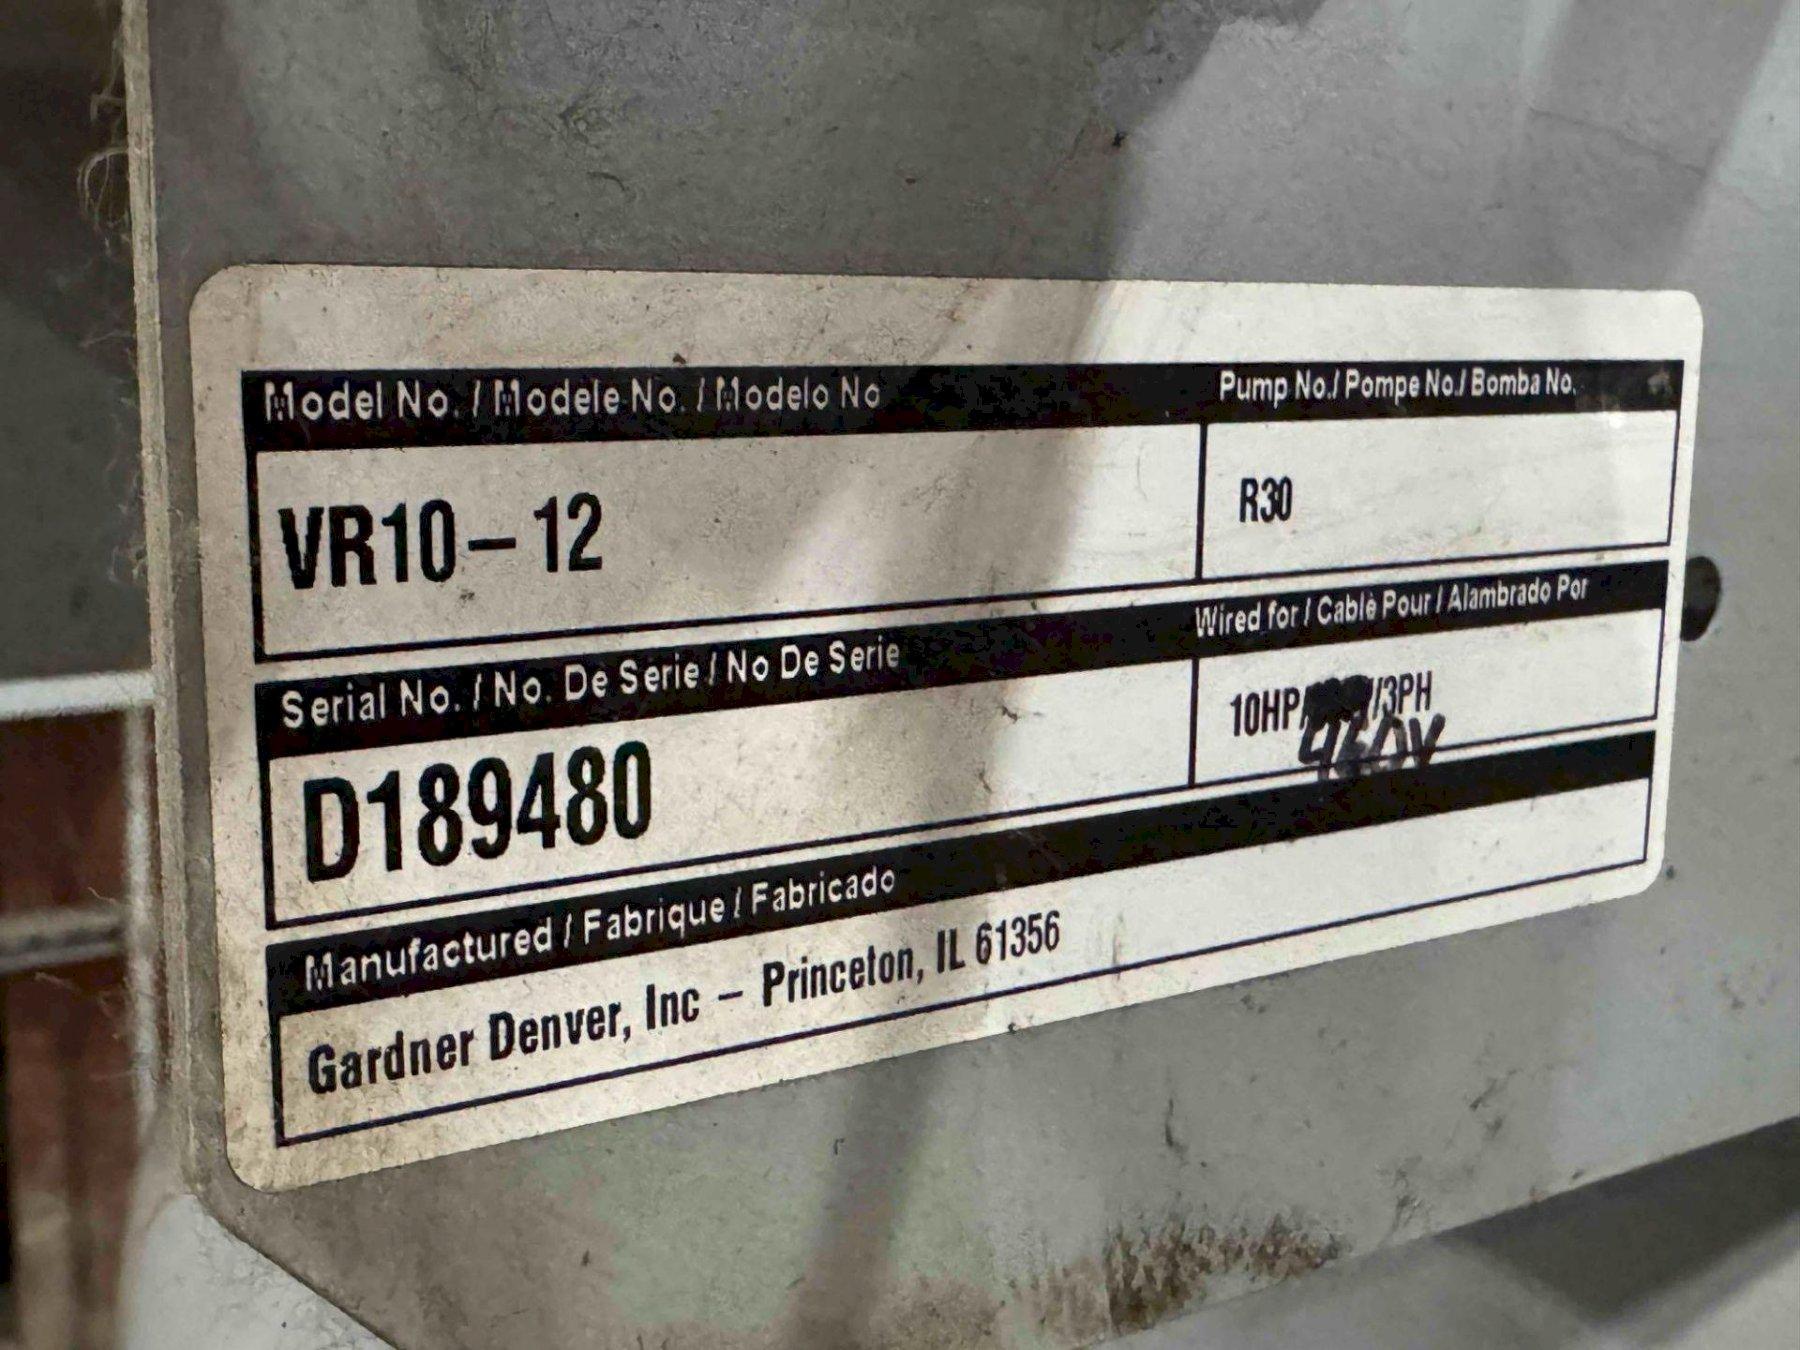 Model No. / Modele No. / Modelo No
Pump No./ Pompe No./ Bomba No.
VR10-12
R30
Serial No. / No. De Serie / No De Serie
Wired for / Cablè Pour / Alambrado Por
D189480
10HP/ /3PH
460V
Manufactured / Fabrique / Fabricado
Gardner Denver, Inc - Princeton, IL 61356